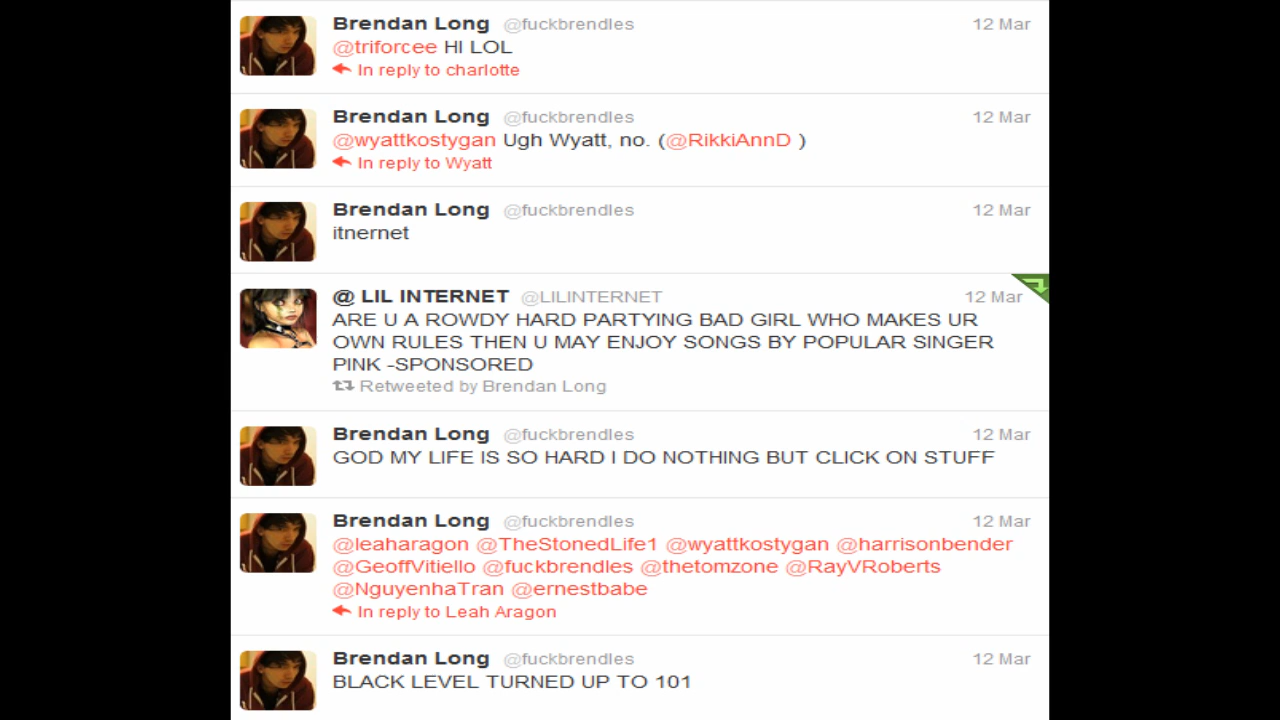 Brendan Long @fuckbrendles 12 Mar
@triforcee HI LOL
In reply to charlotte
Brendan Long @fuckbrendles 12 Mar
@wyattkostygan Ugh Wyatt, no. (@RikkiAnnD )
In reply to Wyatt
Brendan Long @fuckbrendles 12 Mar
itnernet
@ LIL INTERNET @LILINTERNET 12 Mar
ARE U A ROWDY HARD PARTYING BAD GIRL WHO MAKES UR
OWN RULES THEN U MAY ENJOY SONGS BY POPULAR SINGER
PINK -SPONSORED
Retweeted by Brendan Long
Brendan Long @fuckbrendles 12 Mar
GOD MY LIFE IS SO HARD I DO NOTHING BUT CLICK ON STUFF
Brendan Long @fuckbrendles 12 Mar
@leaharagon @TheStonedLife1 @wyattkostygan @harrisonbender
@GeoffVitiello @fuckbrendles @thetomzone @RayVRoberts
@NguyenhaTran @ernestbabe
In reply to Leah Aragon
Brendan Long @fuckbrendles 12 Mar
BLACK LEVEL TURNED UP TO 101